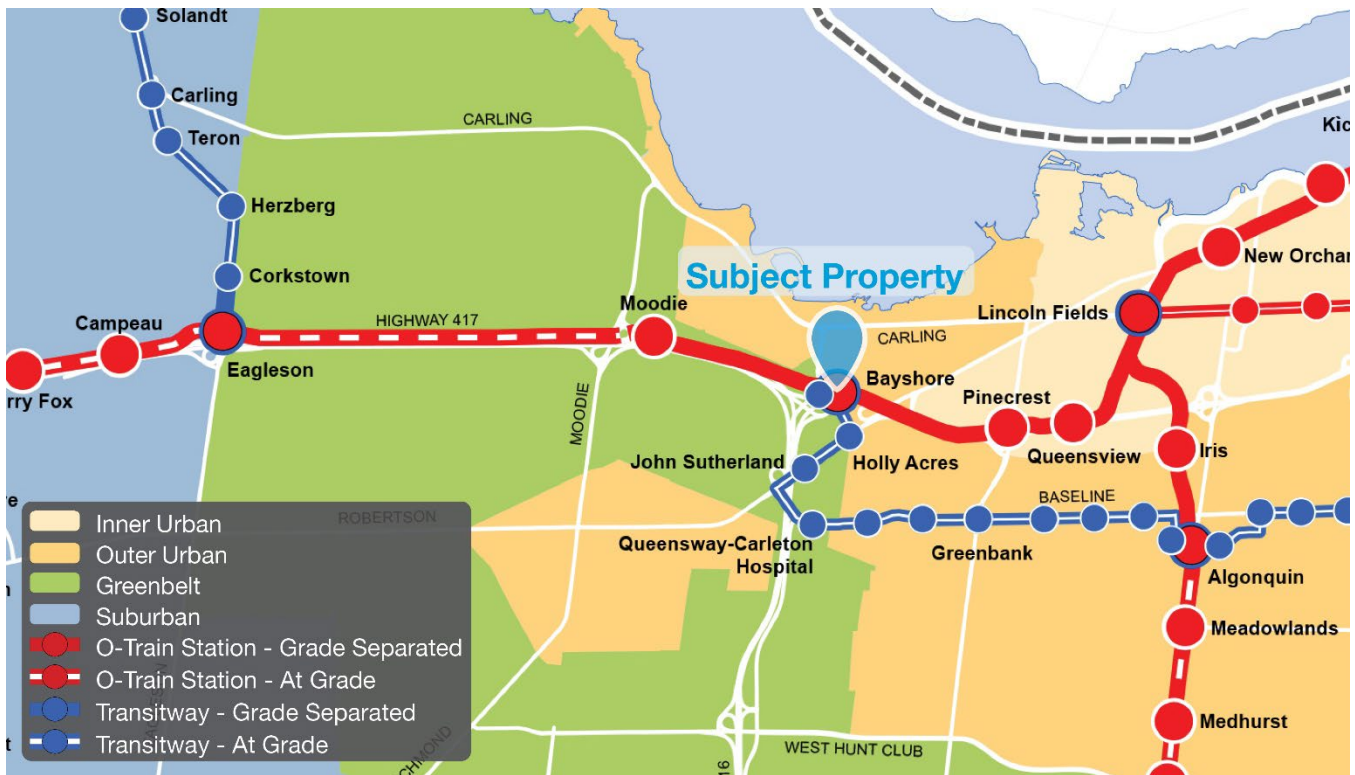 Solandt
Carling
Teron
Herzberg
Corkstown
Campeau
Eagleson
rry Fox
CARLING
HIGHWAY 417
Moodie
MOODIE
Subject Property
Bayshore
CARLING
Lincoln Fields
New Orchar
Kic
Pinecrest
Queensview
Iris
Holly Acres
John Sutherland
Queensway-Carleton
Hospital
Greenbank
BASELINE
Algonquin
Meadowlands
Medhurst
ROBERTSON
WEST HUNT CLUB
16
Inner Urban
Outer Urban
Greenbelt
Suburban
O-Train Station - Grade Separated
O-Train Station - At Grade
Transitway - Grade Separated
Transitway - At Grade